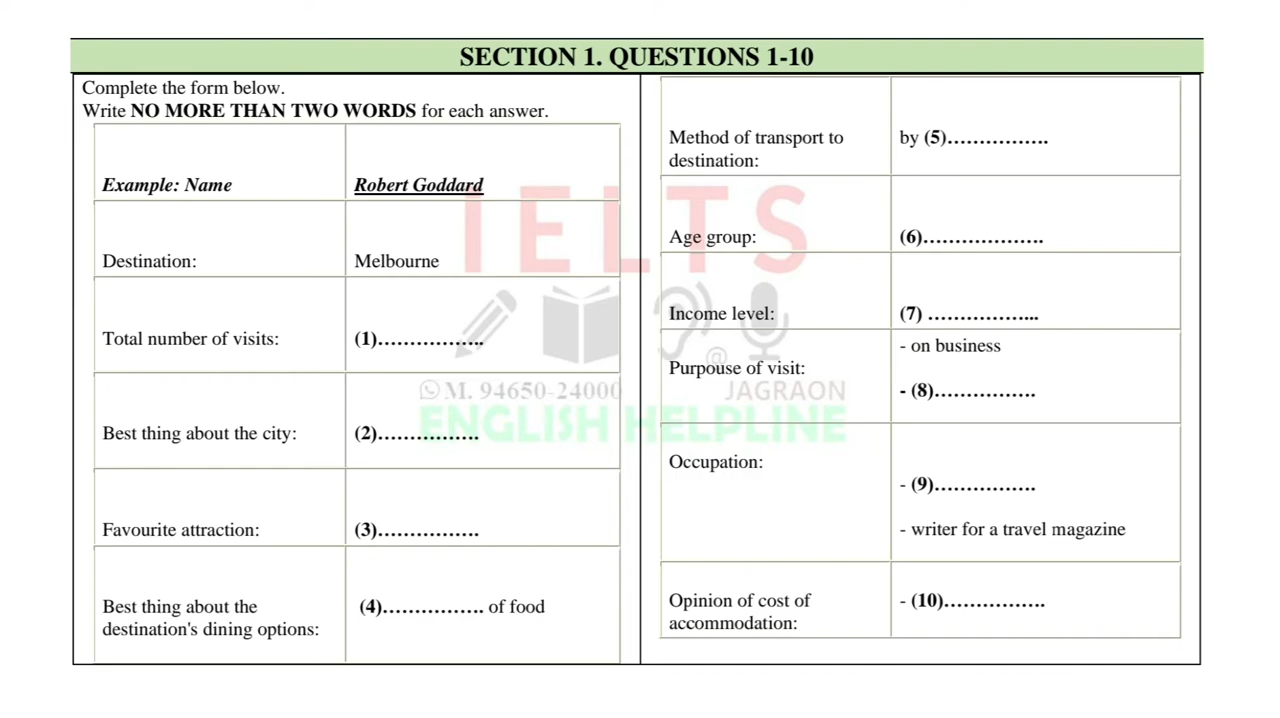 SECTION 1. QUESTIONS 1-10
Complete the form below.
Write NO MORE THAN TWO WORDS for each answer.
Example: Name
Robert Goddard
Destination:
Melbourne
Total number of visits:
(1)……………..
Best thing about the city:
(2)…………….
Favourite attraction:
(3)…………….
Best thing about the
destination's dining options:
(4)……………. of food
Method of transport to
destination:
by (5)…………….
Age group:
(6)……………….
Income level:
(7) ……………...
Purpouse of visit:
- on business
- (8)…………….
Occupation:
- (9)…………….
- writer for a travel magazine
Opinion of cost of
accommodation:
- (10)…………….
IELTS
@
M. 94650-24000
JAGRAON
ENGLISH HELPLINE